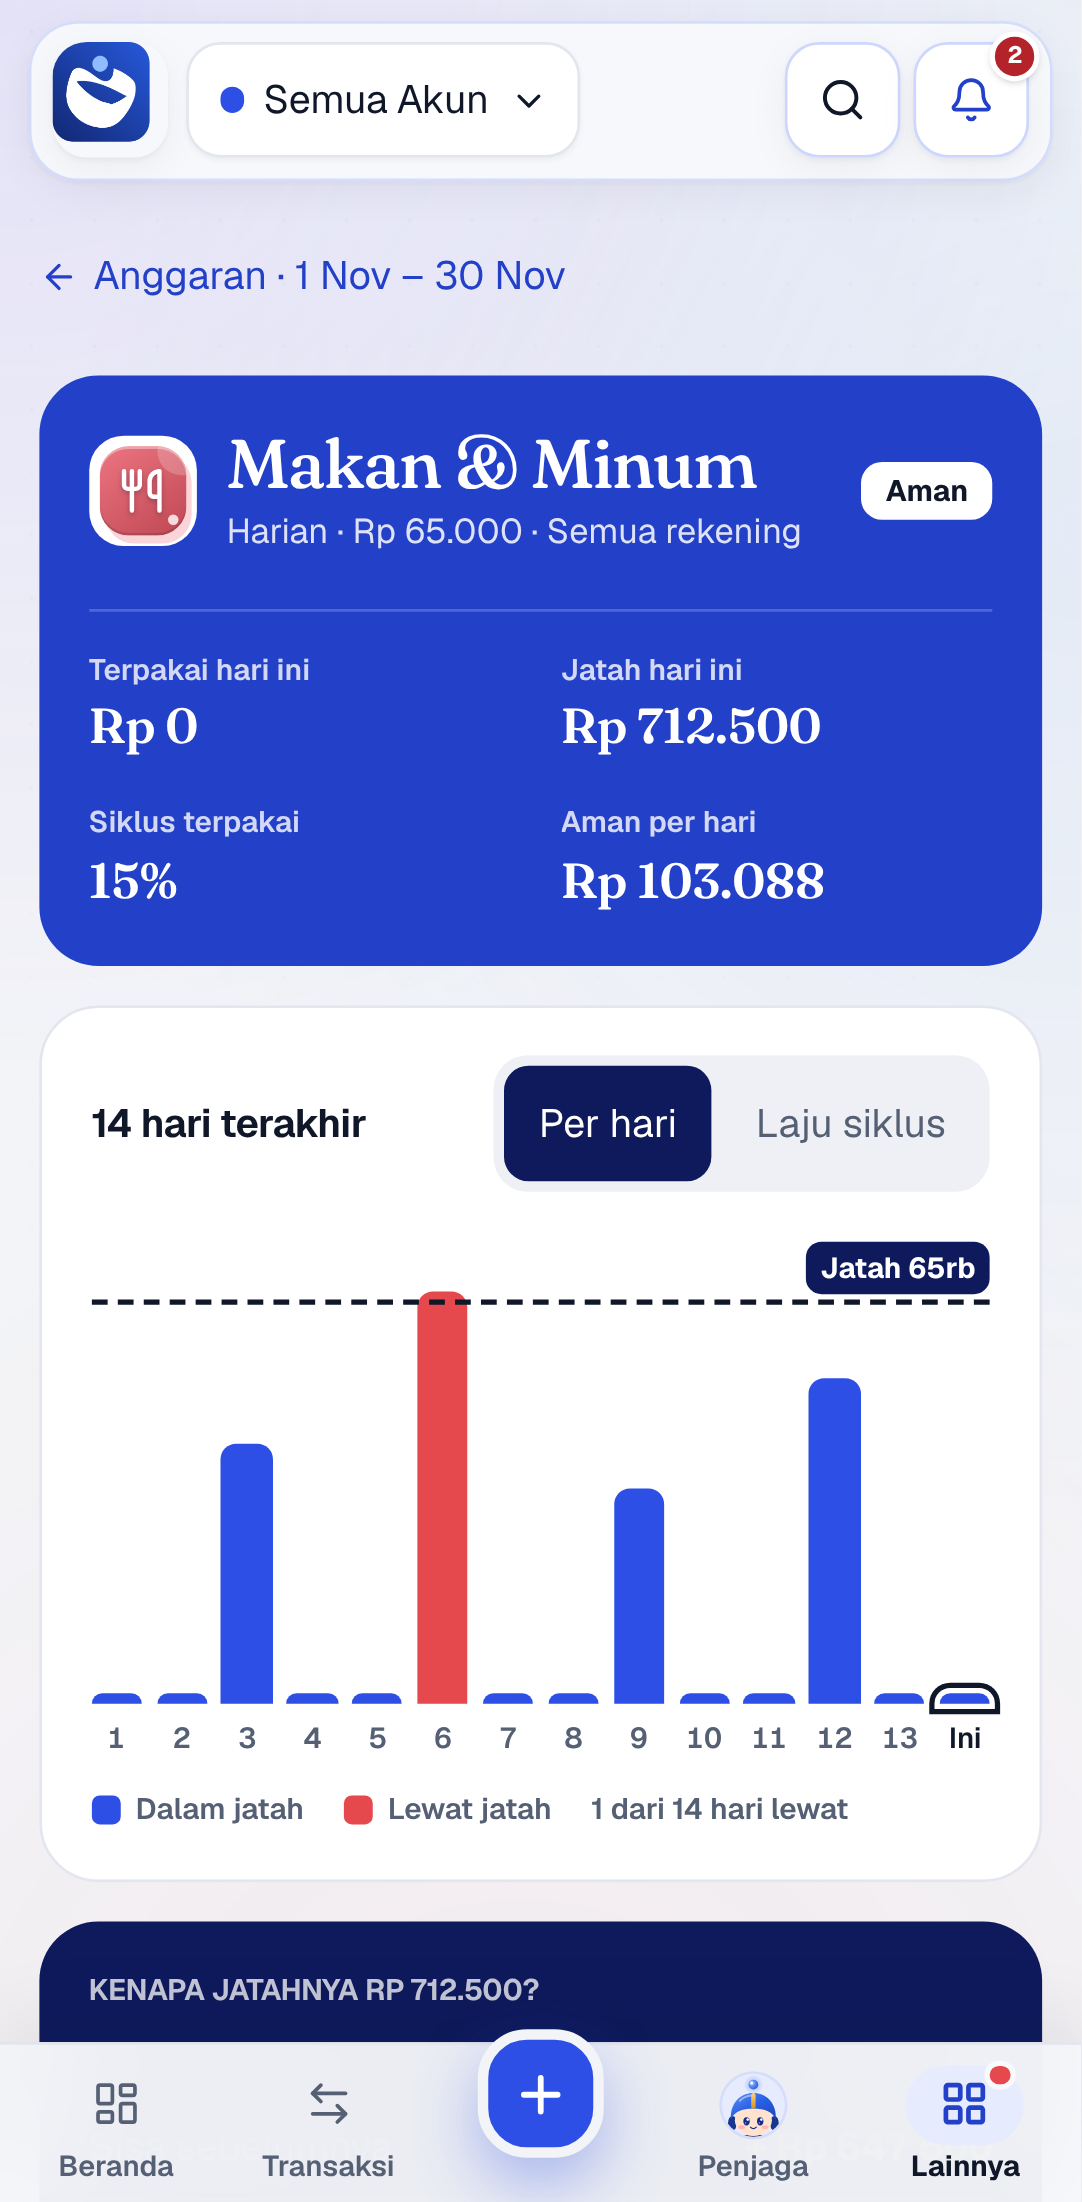 Semua Akun
2
Anggaran · 1 Nov – 30 Nov
Makan & Minum
Harian · Rp 65.000 · Semua rekening
Aman
Terpakai hari ini
Jatah hari ini
Rp 0
Rp 712.500
Siklus terpakai
Aman per hari
15%
Rp 103.088
14 hari terakhir
Per hari
Laju siklus
Jatah 65rb
1 2 3 4 5 6 7 8 9 10 11 12 13 Ini
Dalam jatah
Lewat jatah
1 dari 14 hari lewat
KENAPA JATAHNYA RP 712.500?
Beranda
Transaksi
Penjaga
Lainnya